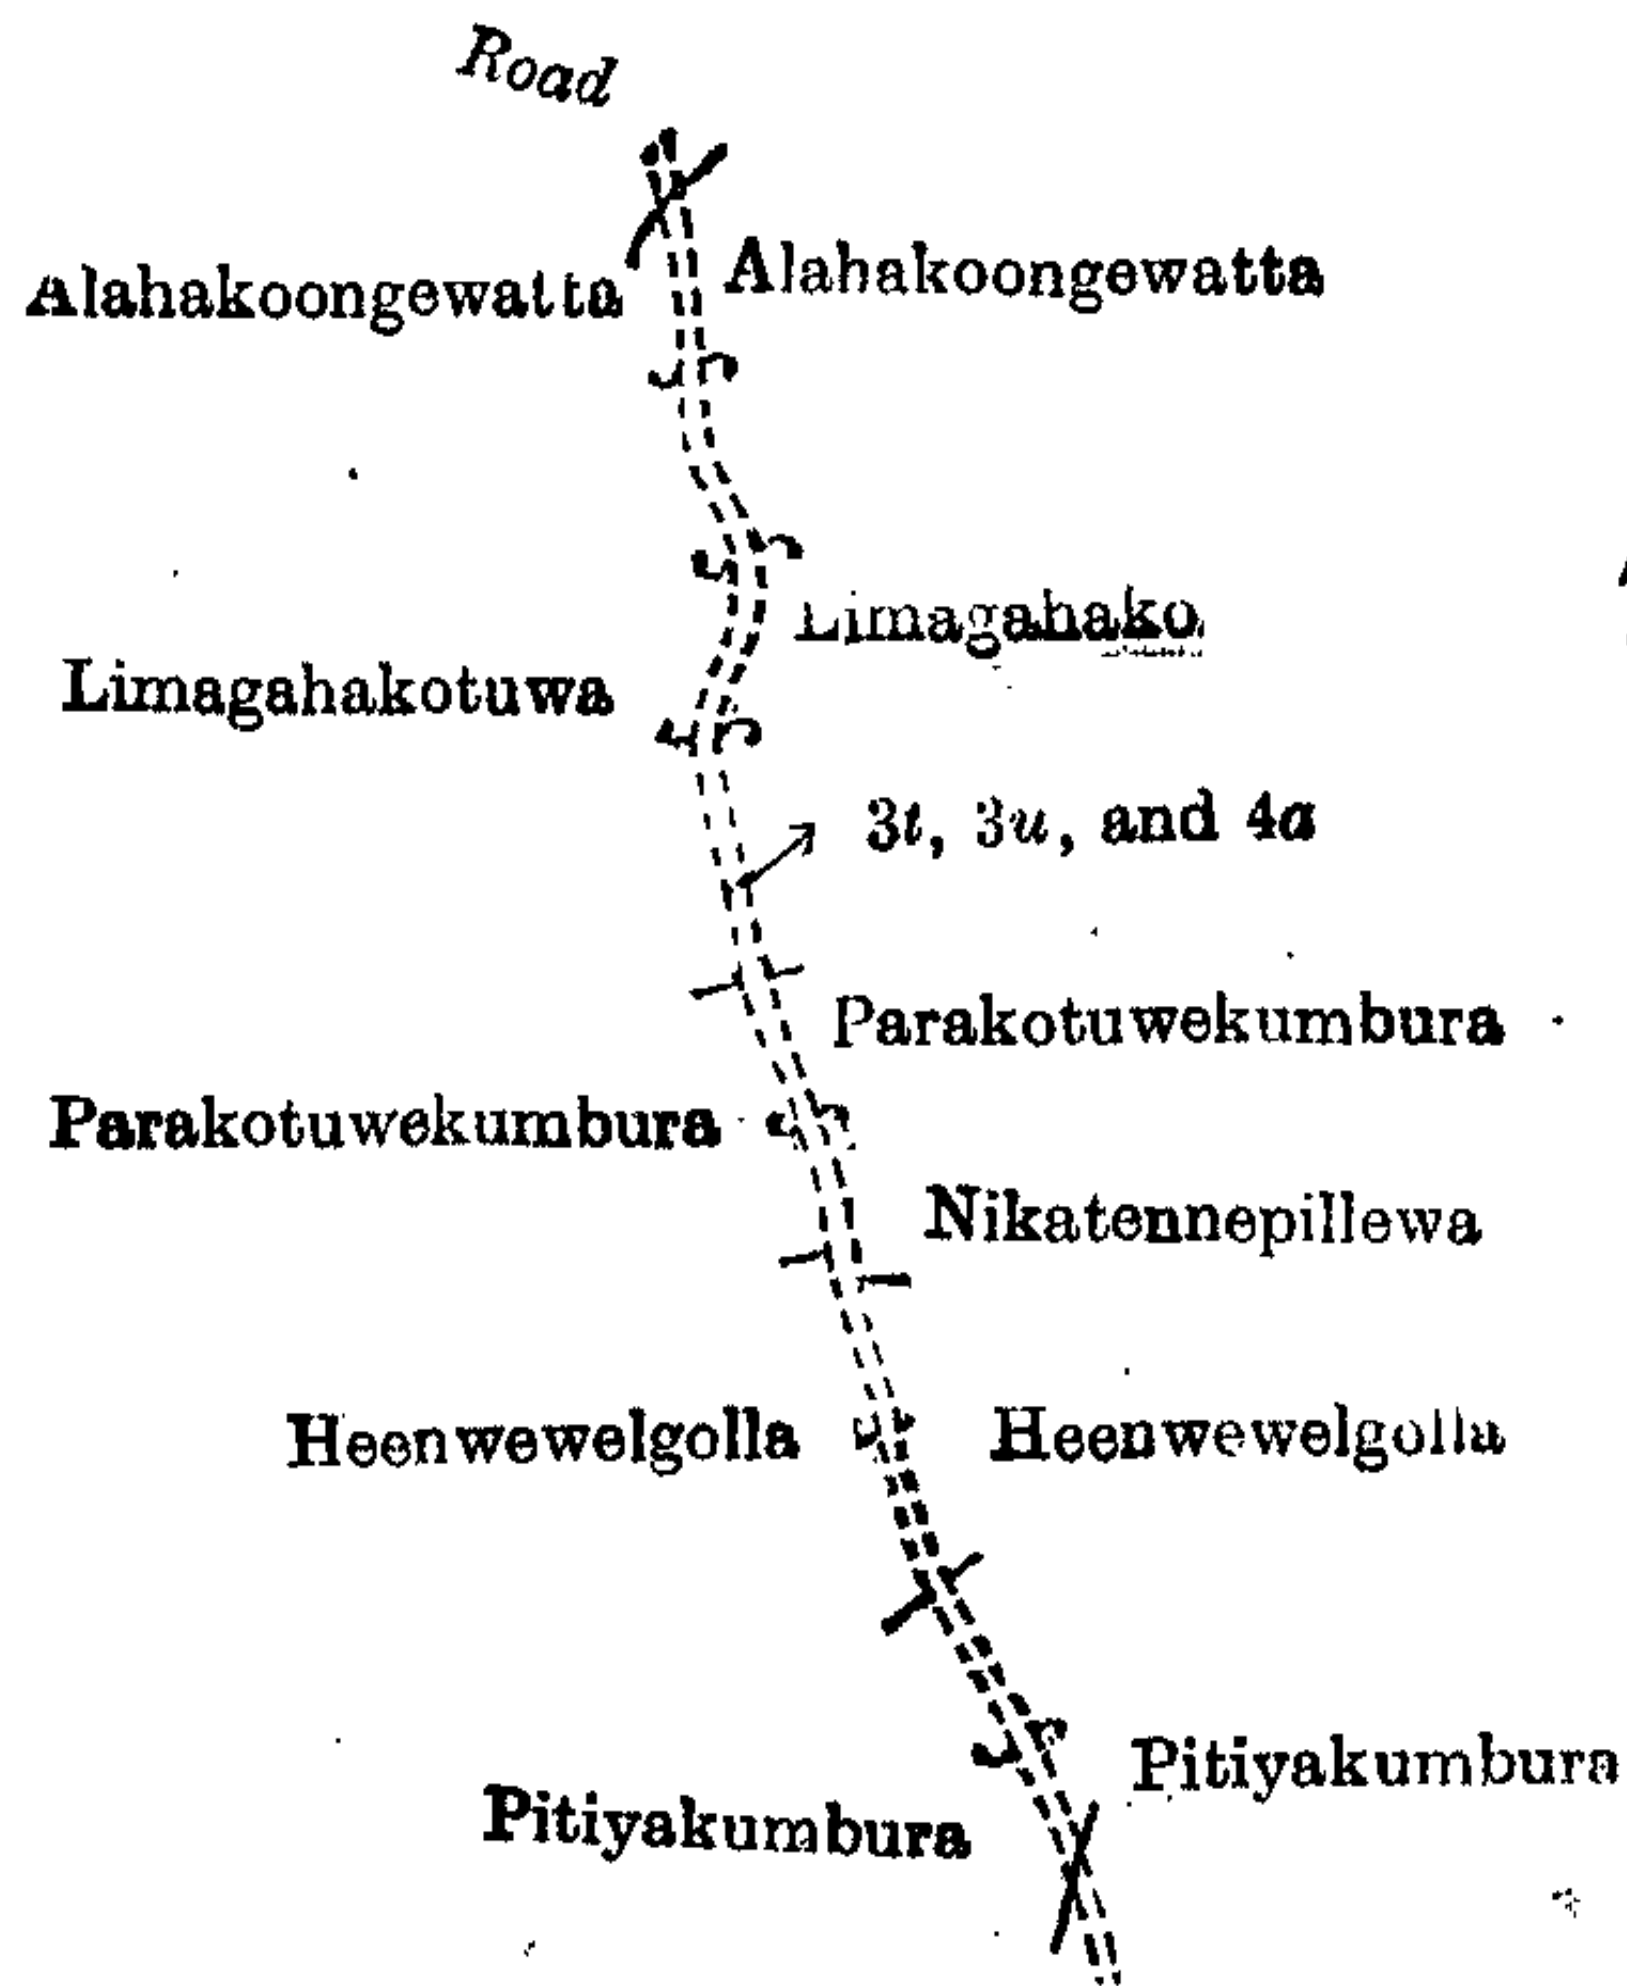 Road
Alahakoongewatta
Alahakoongewatta
Limagahako
Limagahakotuwa
3t, 3u, and 4a
Parakotuwekumbura
Parakotuwekumbura
Nikatennepillewa
Heenwewelgolla
Heenwewelgolla
Pitiyakumbura
Pitiyakumbura